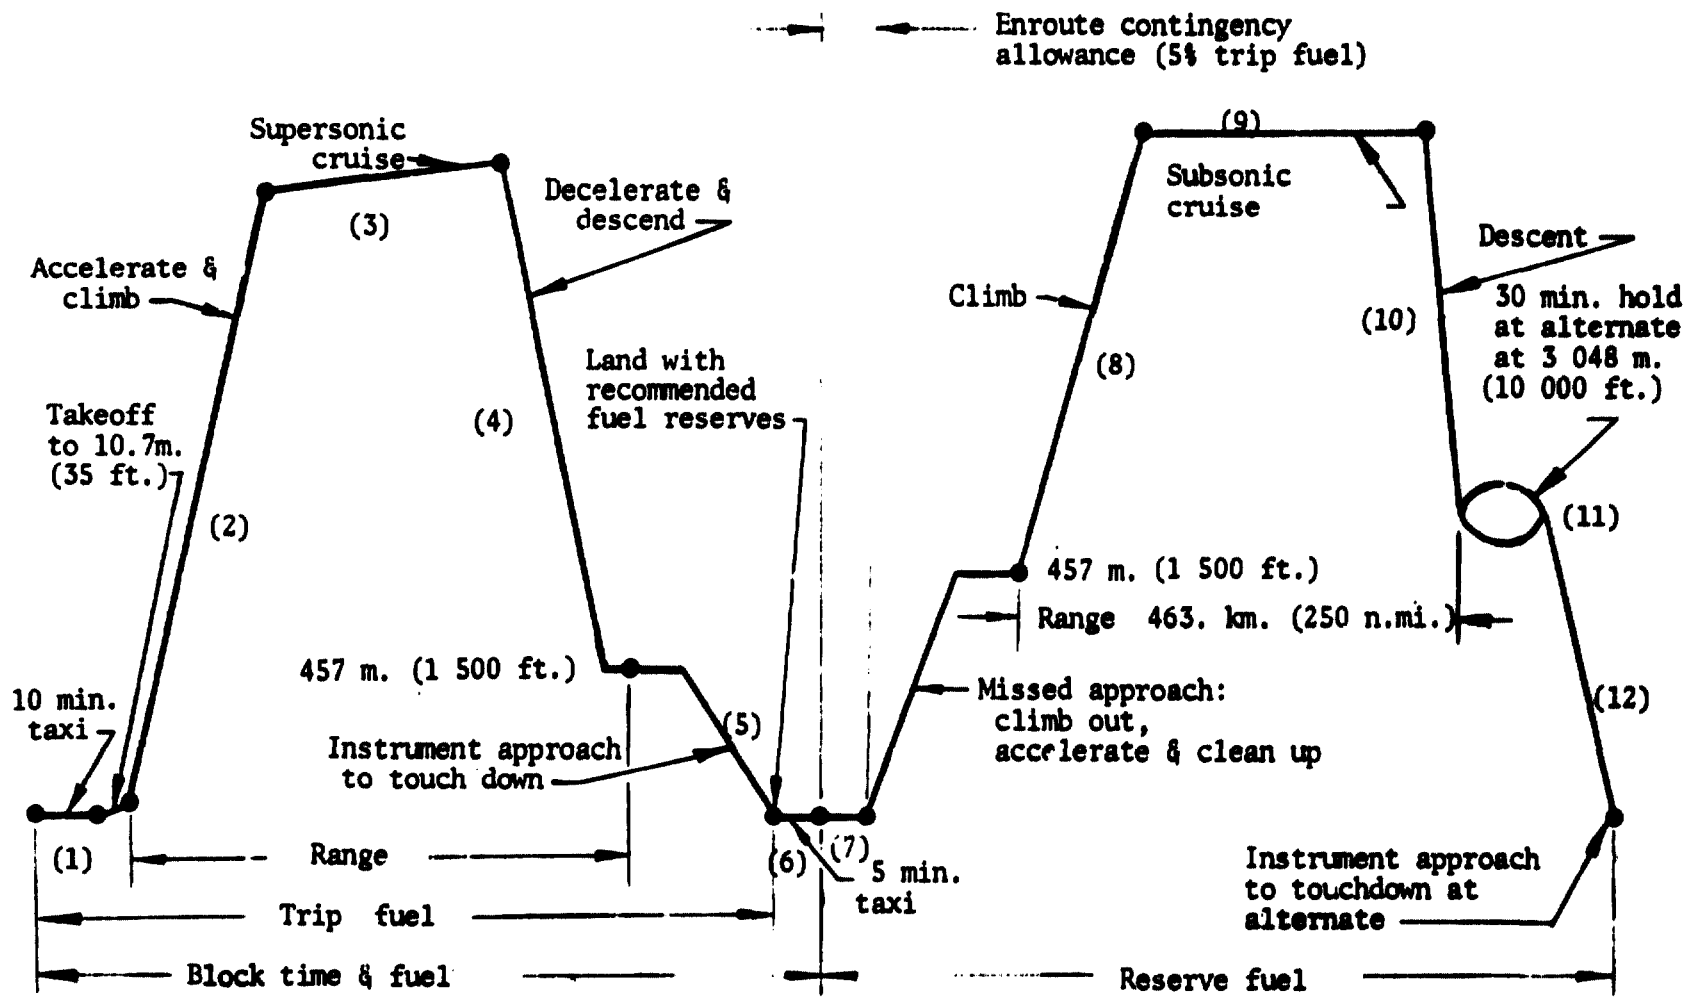 Enroute contingency
allowance (5% trip fuel)
Supersonic
cruise
(3)
Decelerate &
descend
Accelerate &
climb
(9)
Subsonic
cruise
Descent
Climb
(10)
30 min. hold
at alternate
at 3 048 m.
(10 000 ft.)
(8)
Land with
recommended
fuel reserves
(4)
Takeoff
to 10.7m.
(35 ft.)
(2)
(11)
457 m. (1 500 ft.)
Range 463. km. (250 n.mi.)
457 m. (1 500 ft.)
10 min.
taxi
(5)
Instrument approach
to touch down
Missed approach:
climb out,
accelerate & clean up
(12)
(1)
Range
(6)
(7)
5 min.
taxi
Instrument approach
to touchdown at
alternate
Trip fuel
Block time & fuel
Reserve fuel